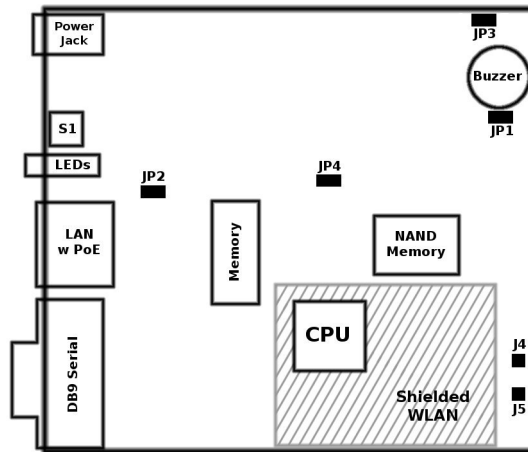 Power
Jack
JP3
Buzzer
JP1
S1
LEDs
JP2
JP4
LAN
w PoE
Memory
NAND
Memory
CPU
DB9 Serial
Shielded
WLAN
J4
J5